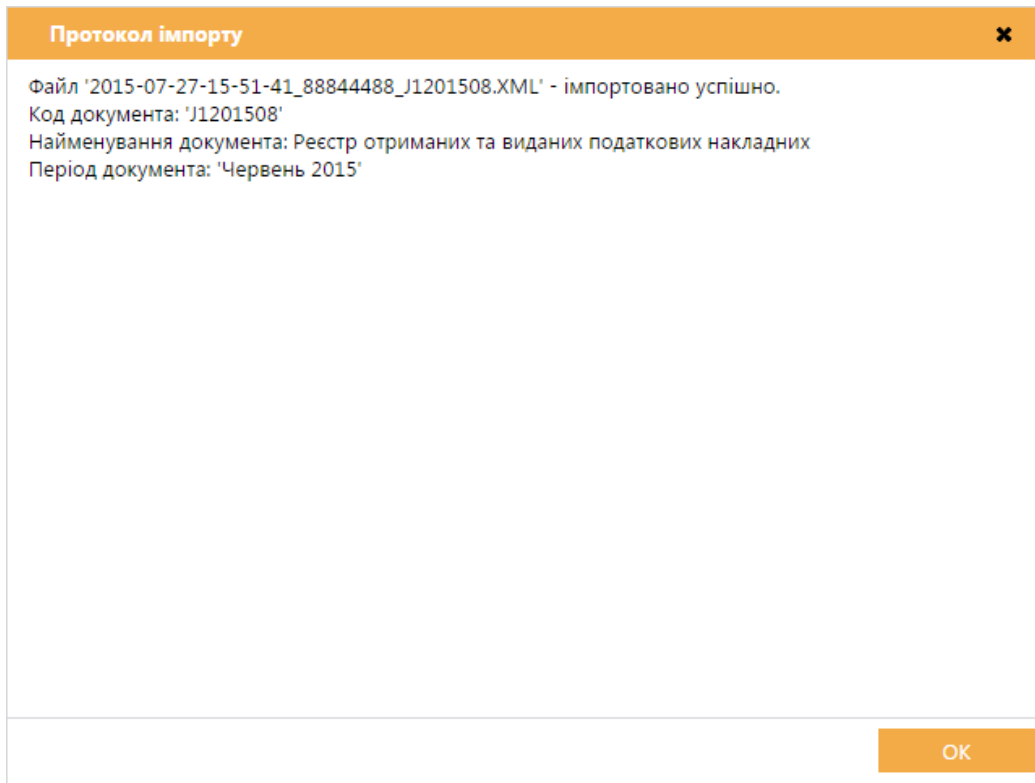 Протокол імпорту
Файл '2015-07-27-15-51-41_88844488_J1201508.XML' - імпортовано успішно.
Код документа: 'J1201508'
Найменування документа: Реєстр отриманих та виданих податкових накладних
Період документа: 'Червень 2015'
OK